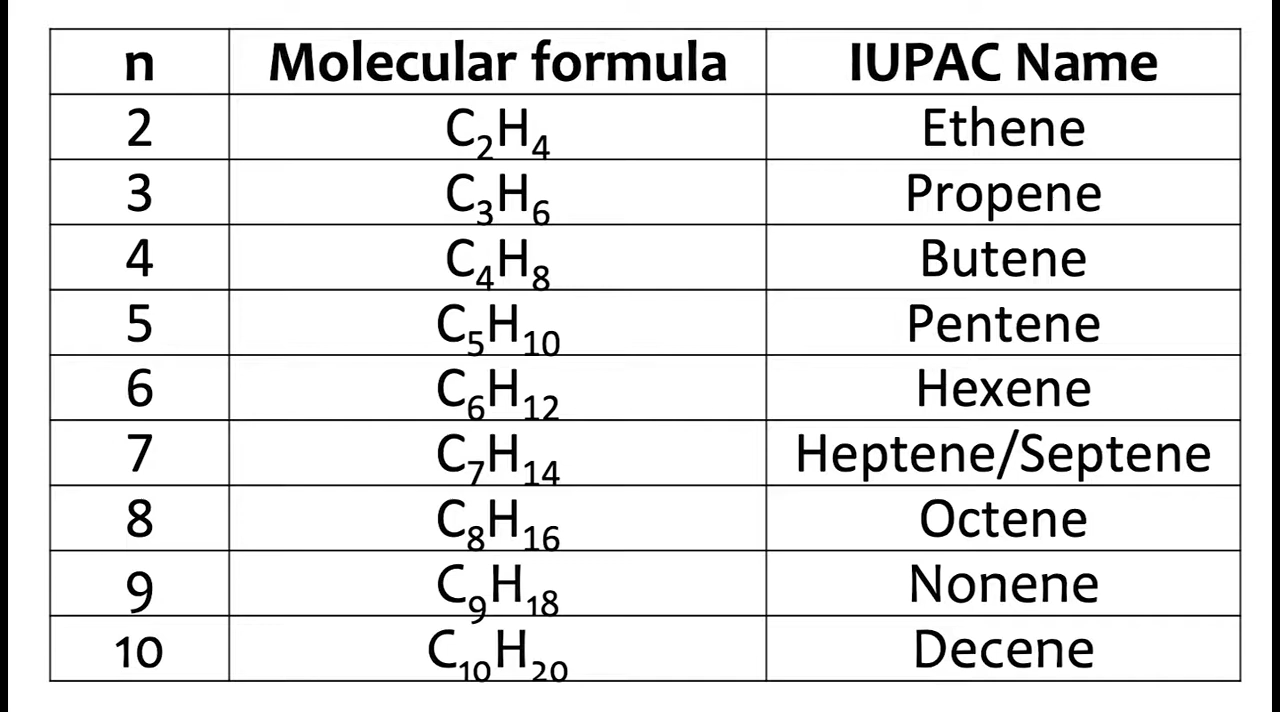 n Molecular formula IUPAC Name
2 C₂H₄ Ethene
3 C₃H₆ Propene
4 C₄H₈ Butene
5 C₅H₁₀ Pentene
6 C₆H₁₂ Hexene
7 C₇H₁₄ Heptene/Septene
8 C₈H₁₆ Octene
9 C₉H₁₈ Nonene
10 C₁₀H₂₀ Decene